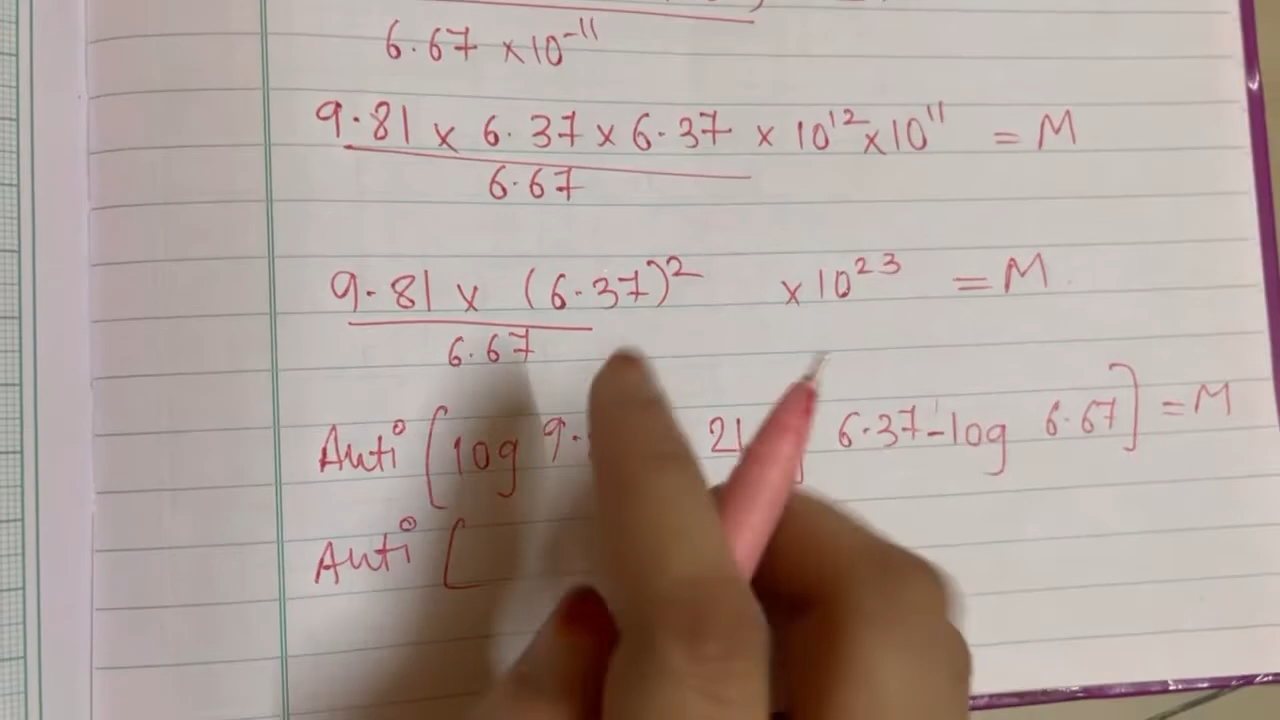 6.67 × 10⁻¹¹
9.81 × 6.37 × 6.37 × 10¹² × 10¹¹ = M
6.67
9.81 × (6.37)² × 10²³ = M
6.67
Anti [log 9. 2 6.37 - log 6.67] = M
Anti [